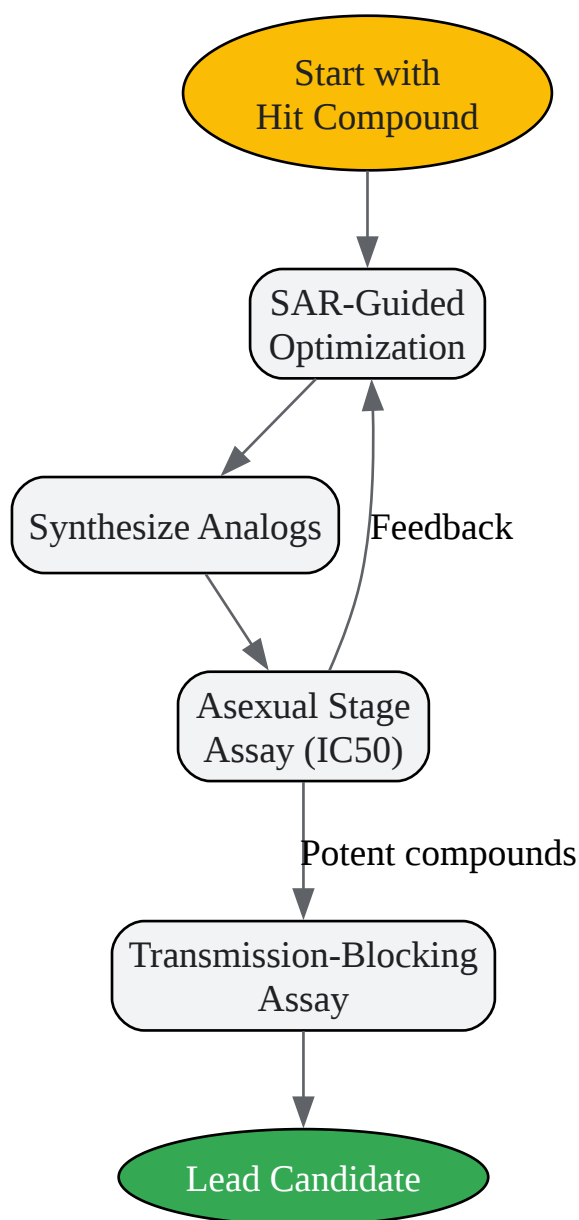 Start with
Hit Compound
SAR-Guided
Optimization
Synthesize Analogs
Feedback
Asexual Stage
Assay (IC50)
Potent compounds
Transmission-Blocking
Assay
Lead Candidate